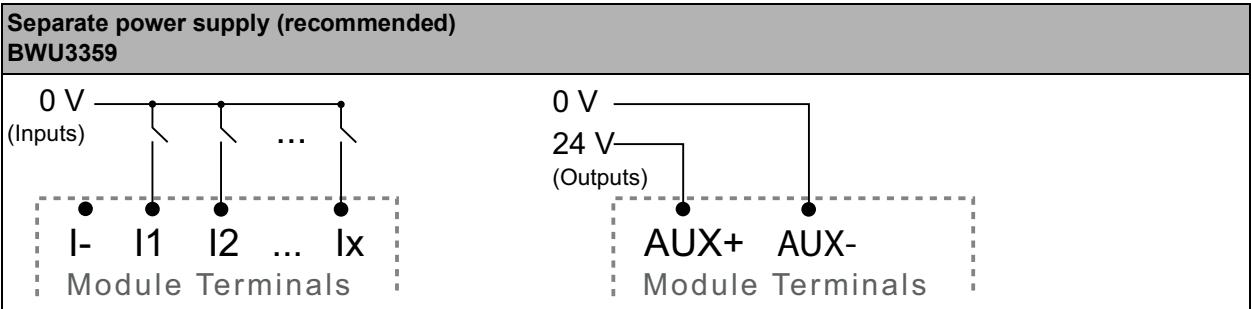 Separate power supply (recommended)
BWU3359
0 V
(Inputs)
...
I- I1 I2 ... Ix
Module Terminals
0 V
24 V
(Outputs)
AUX+ AUX-
Module Terminals